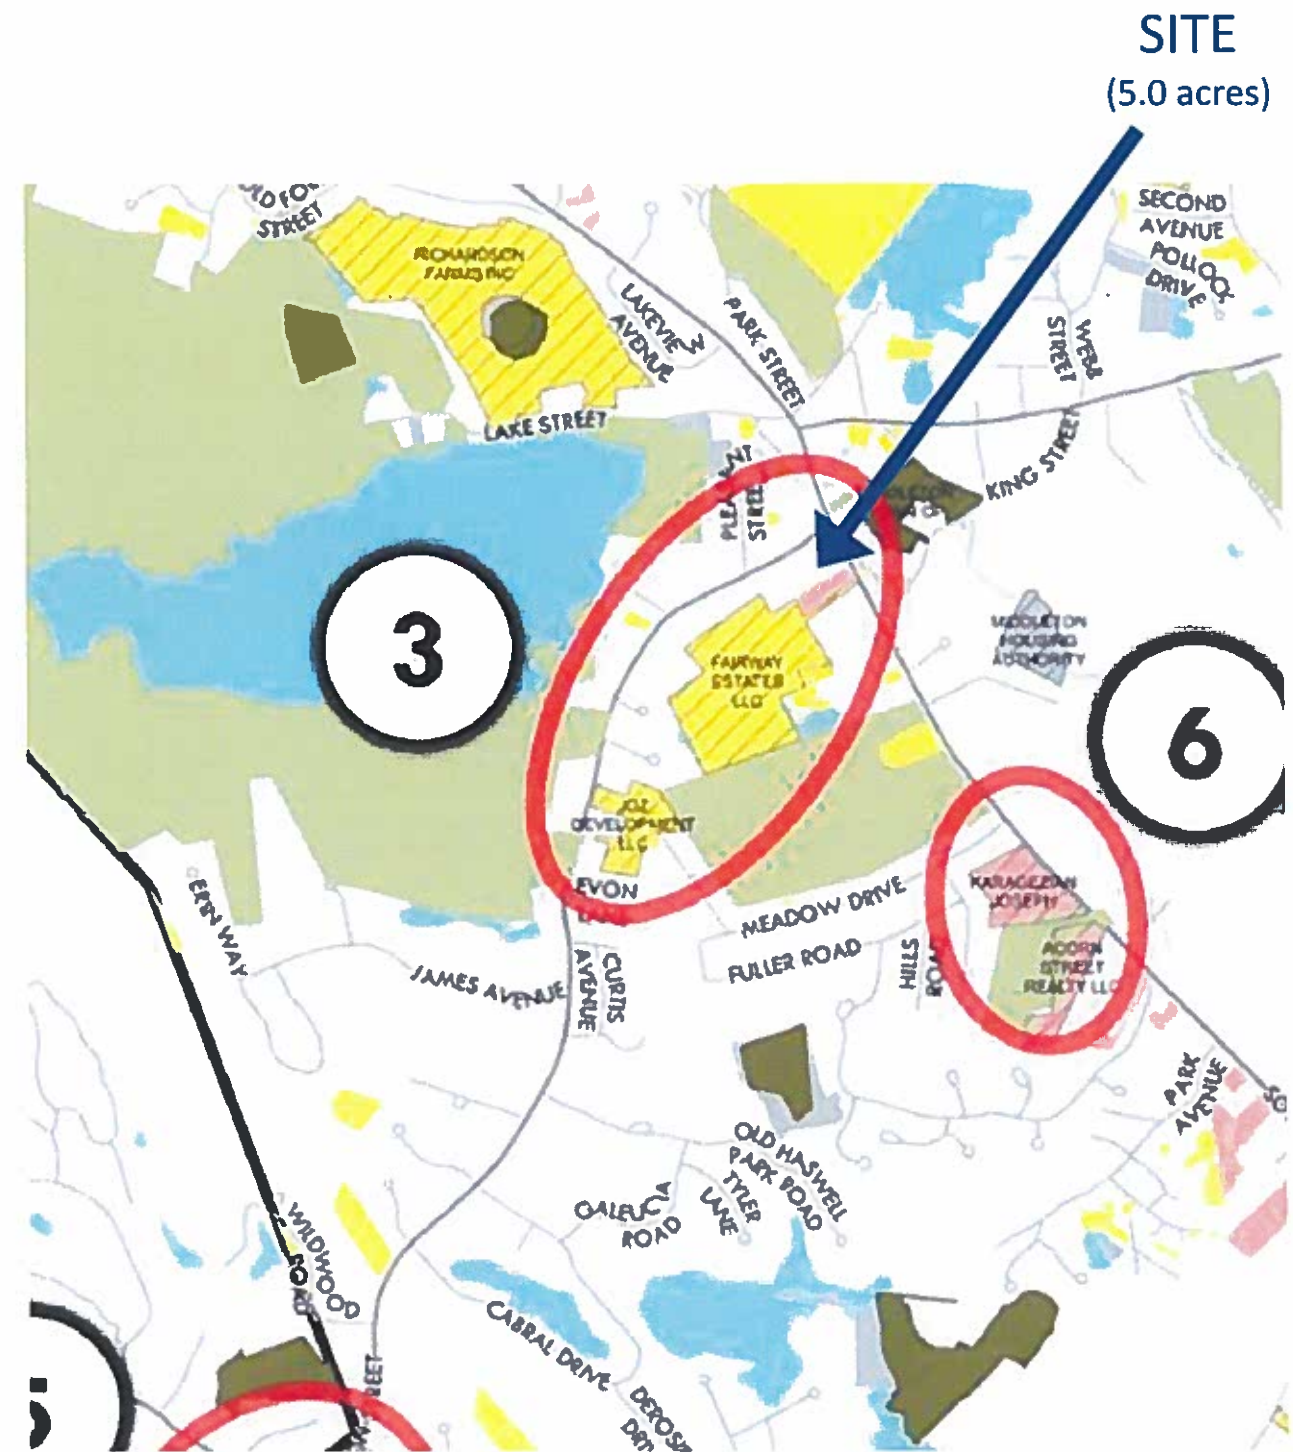 SITE
(5.0 acres)
STREET
RICHARDSON
FARMS INC
SECOND
AVENUE
POLLOCK
DRIVE
LAKEVIEW
AVENUE
PARK STREET
WEBB
STREET
LAKE STREET
KING STREET
STREET
3
MIDDLETON
HOUSING
AUTHORITY
FAIRWAY
ESTATES
LLC
6
JOZ
DEVELOPMENT
LLC
EVON
KARAGEZIAN
JOSEPH
ACORN
STREET
REALTY LLC
MEADOW DRIVE
FULLER ROAD
HILLS
ROAD
ERIN WAY
JAMES AVENUE
CURTIS
AVENUE
PARK
AVENUE
OLD HASWELL
PARK ROAD
TYLER
LANE
GALEUCIA
ROAD
WILDWOOD
ROAD
CABRAL DRIVE